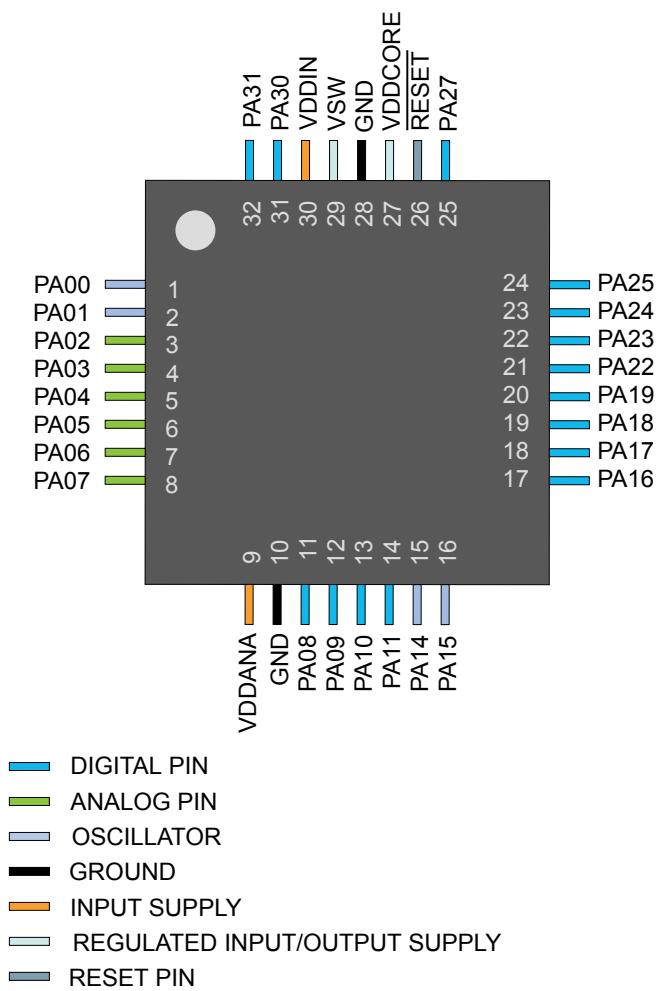 PA31
PA30
VDDIN
VSW
GND
VDDCORE
RESET
PA27
32
31
30
29
28
27
26
25
PA00
1
PA01
2
PA02
3
PA03
4
PA04
5
PA05
6
PA06
7
PA07
8
24
PA25
23
PA24
22
PA23
21
PA22
20
PA19
19
PA18
18
PA17
17
PA16
9
10
11
12
13
14
15
16
VDDANA
GND
PA08
PA09
PA10
PA11
PA14
PA15
DIGITAL PIN
ANALOG PIN
OSCILLATOR
GROUND
INPUT SUPPLY
REGULATED INPUT/OUTPUT SUPPLY
RESET PIN